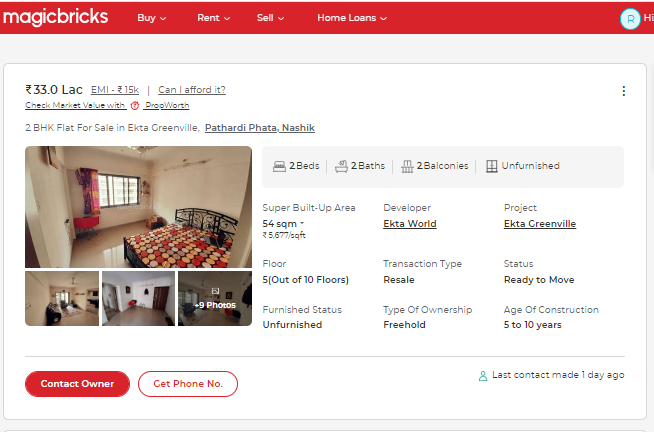 magicbricks Buy Rent Sell Home Loans R Hi
₹33.0 Lac EMI - ₹ 15k | Can I afford it?
Check Market Value with PropWorth
2 BHK Flat For Sale in Ekta Greenville, Pathardi Phata, Nashik
2 Beds 2 Baths 2 Balconies Unfurnished
Super Built-Up Area Developer Project
54 sqm Ekta World Ekta Greenville
₹ 5,677/sqft
Floor Transaction Type Status
5(Out of 10 Floors) Resale Ready to Move
+9 Photos
Furnished Status Type Of Ownership Age Of Construction
Unfurnished Freehold 5 to 10 years
Contact Owner Get Phone No. Last contact made 1 day ago